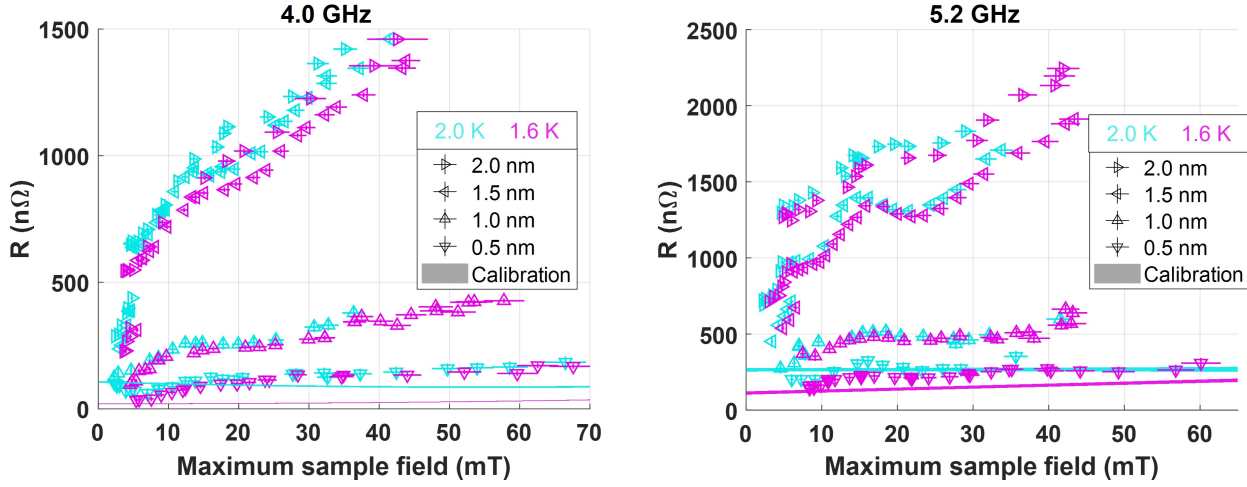 4.0 GHz
1500
1000
500
0
R (nΩ)
0 10 20 30 40 50 60 70
Maximum sample field (mT)
2.0 K 1.6 K
2.0 nm
1.5 nm
1.0 nm
0.5 nm
Calibration
5.2 GHz
2500
2000
1500
1000
500
0
R (nΩ)
0 10 20 30 40 50 60
Maximum sample field (mT)
2.0 K 1.6 K
2.0 nm
1.5 nm
1.0 nm
0.5 nm
Calibration